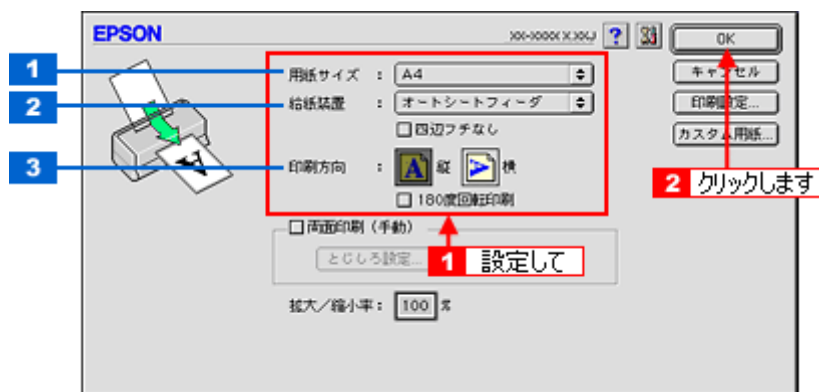 EPSON
XX-XXXX(X.XXJ)
?
OK
1
用紙サイズ : A4
キャンセル
2
給紙装置 : オートシートフィーダ
印刷設定...
四辺フチなし
カスタム用紙...
3
印刷方向 : A 縦 A 横
180度回転印刷
2 クリックします
両面印刷（手動）
とじしろ設定...
1 設定して
拡大／縮小率： 100 %
A